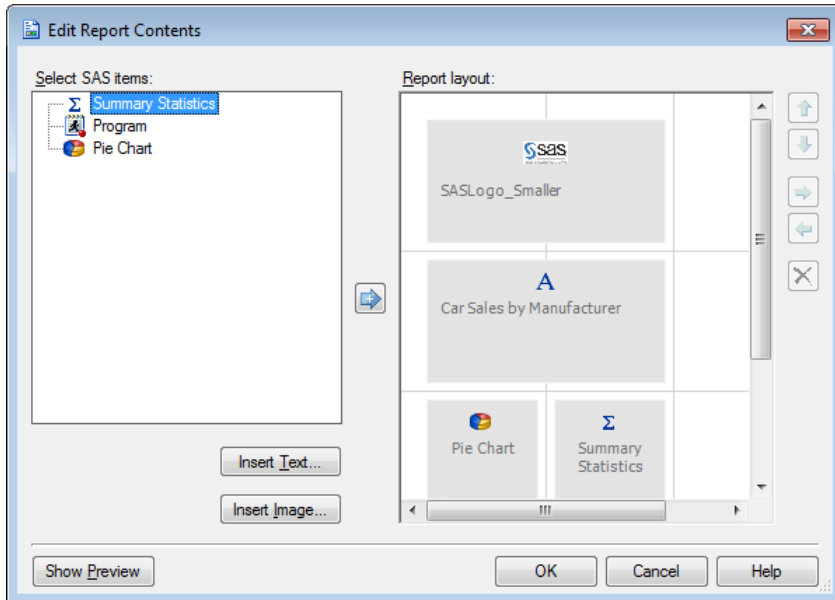 Edit Report Contents
Select SAS items:
Summary Statistics
Program
Pie Chart
Insert Text...
Insert Image...
Report layout:
sas
SASLogo_Smaller
A
Car Sales by Manufacturer
Pie Chart
Σ
Summary
Statistics
Show Preview
OK
Cancel
Help